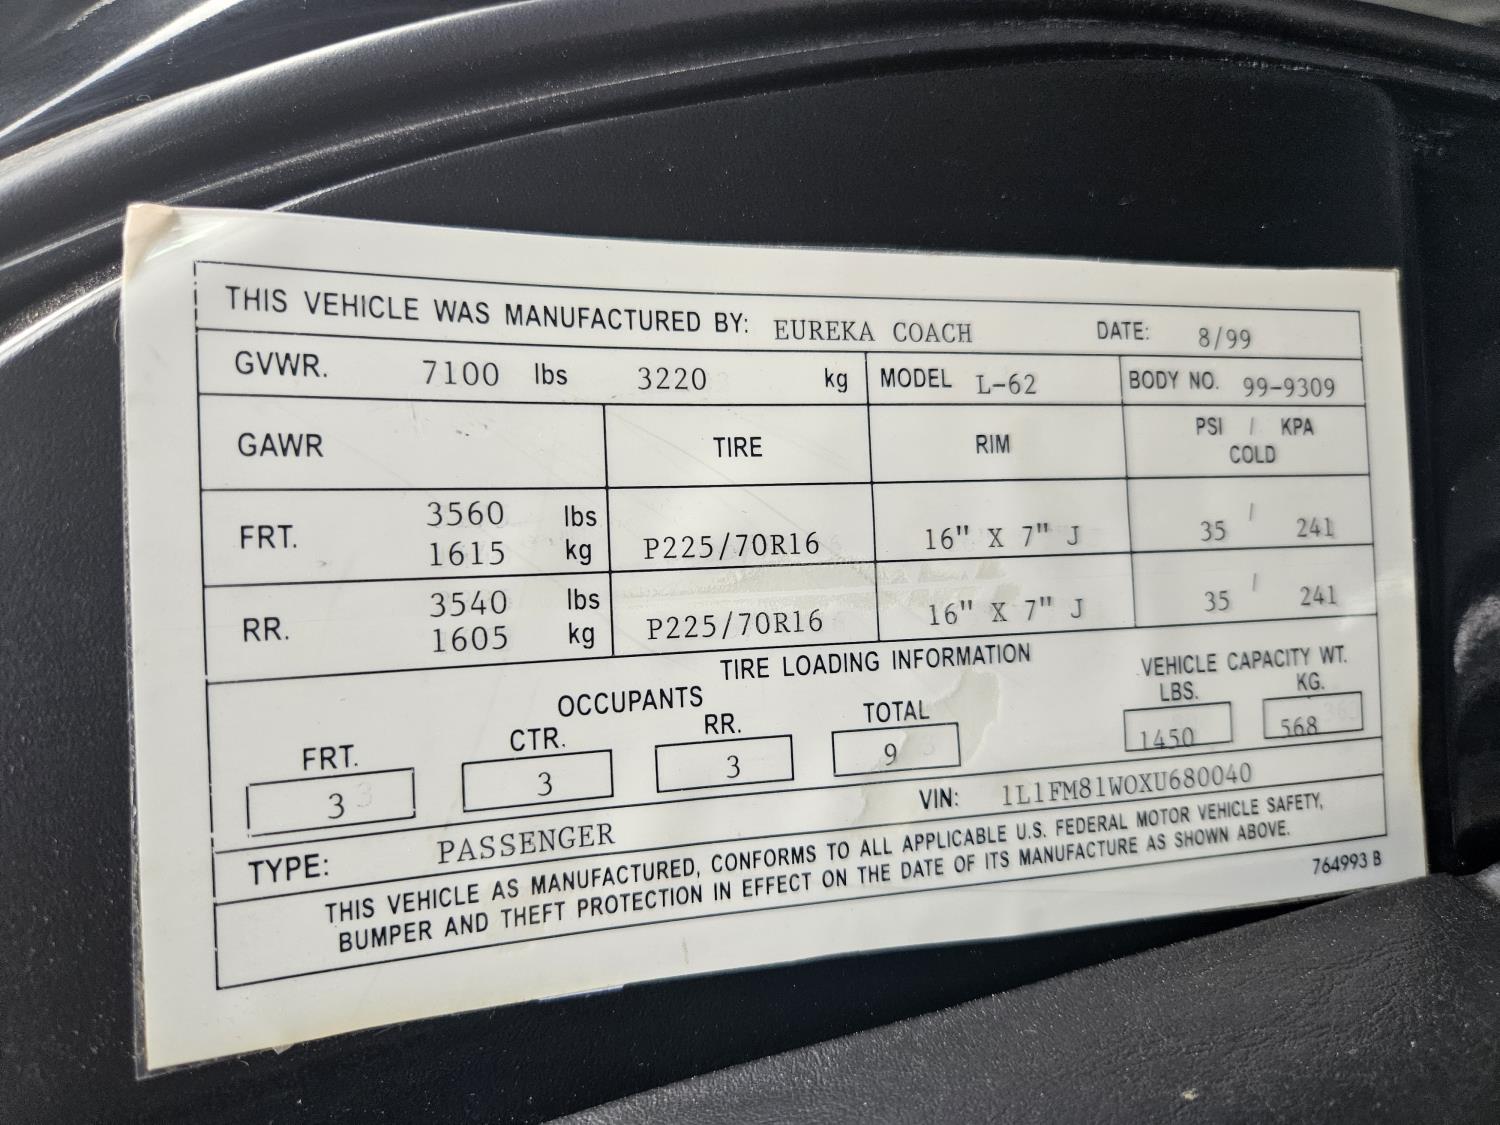 THIS VEHICLE WAS MANUFACTURED BY: EUREKA COACH DATE: 8/99
GVWR. 7100 lbs 3220 kg MODEL L-62 BODY NO. 99-9309
GAWR TIRE RIM PSI / KPA
COLD
FRT. 3560 lbs
1615 kg P225/70R16 16" X 7" J 35 / 241
RR. 3540 lbs
1605 kg P225/70R16 16" X 7" J 35 / 241
TIRE LOADING INFORMATION
OCCUPANTS VEHICLE CAPACITY WT.
FRT. CTR. RR. TOTAL LBS. KG.
3 3 3 9 1450 568
TYPE: PASSENGER VIN: 1L1FM81WOXU680040
THIS VEHICLE AS MANUFACTURED, CONFORMS TO ALL APPLICABLE U.S. FEDERAL MOTOR VEHICLE SAFETY,
BUMPER AND THEFT PROTECTION IN EFFECT ON THE DATE OF ITS MANUFACTURE AS SHOWN ABOVE.
764993 B